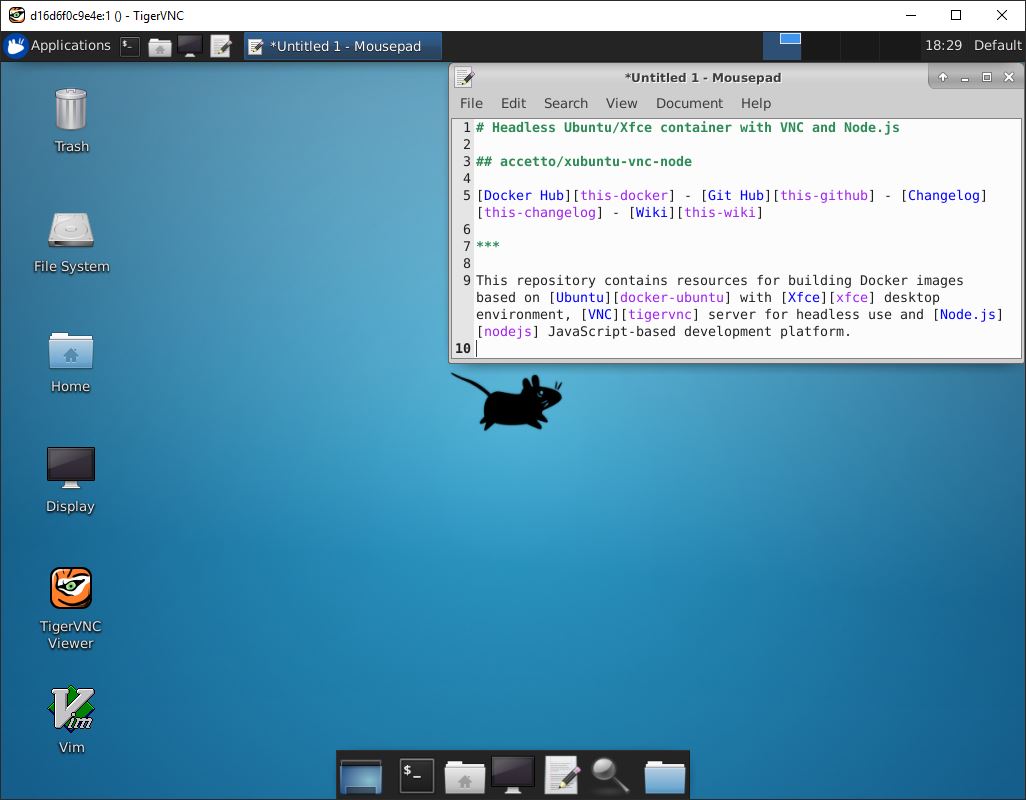 d16d6f0c9e4e:1 () - TigerVNC
Applications
*Untitled 1 - Mousepad
18:29 Default
*Untitled 1 - Mousepad
File Edit Search View Document Help
1 # Headless Ubuntu/Xfce container with VNC and Node.js
2
3 ## accetto/xubuntu-vnc-node
4
5 [Docker Hub][this-docker] - [Git Hub][this-github] - [Changelog]
[this-changelog] - [Wiki][this-wiki]
6
7 ***
8
9 This repository contains resources for building Docker images
based on [Ubuntu][docker-ubuntu] with [Xfce][xfce] desktop
environment, [VNC][tigervnc] server for headless use and [Node.js]
[nodejs] JavaScript-based development platform.
10
Trash
File System
Home
Display
TigerVNC
Viewer
Vim
Vim
$_